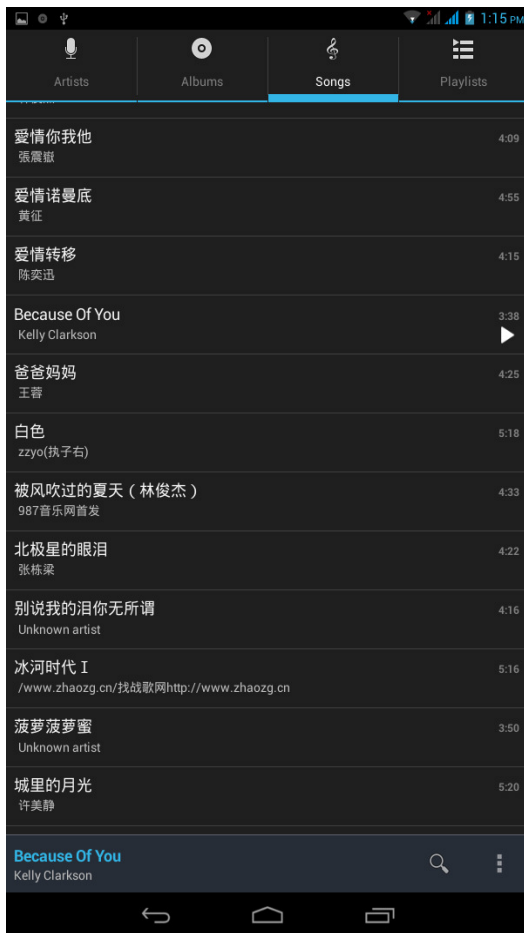 1:15 PM
Artists
Albums
Songs
Playlists
愛情你我他
4:09
張震嶽
爱情诺曼底
4:55
黄征
爱情转移
4:15
陈奕迅
Because Of You
3:38
Kelly Clarkson
爸爸妈妈
4:25
王蓉
白色
5:18
zzyo(执子右)
被风吹过的夏天 ( 林俊杰 )
4:33
987音乐网首发
北极星的眼泪
4:22
张栋梁
别说我的泪你无所谓
4:16
Unknown artist
冰河时代 I
5:16
/www.zhaozg.cn/找战歌网http://www.zhaozg.cn
菠萝菠萝蜜
3:50
Unknown artist
城里的月光
5:20
许美静
Because Of You
Kelly Clarkson